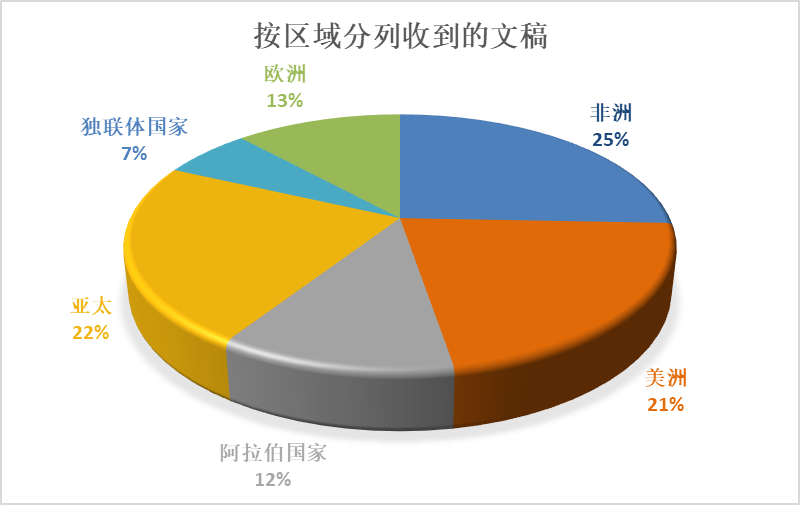 按区域分列收到的文稿
欧洲
13%
非洲
25%
独联体国家
7%
亚太
22%
美洲
21%
阿拉伯国家
12%